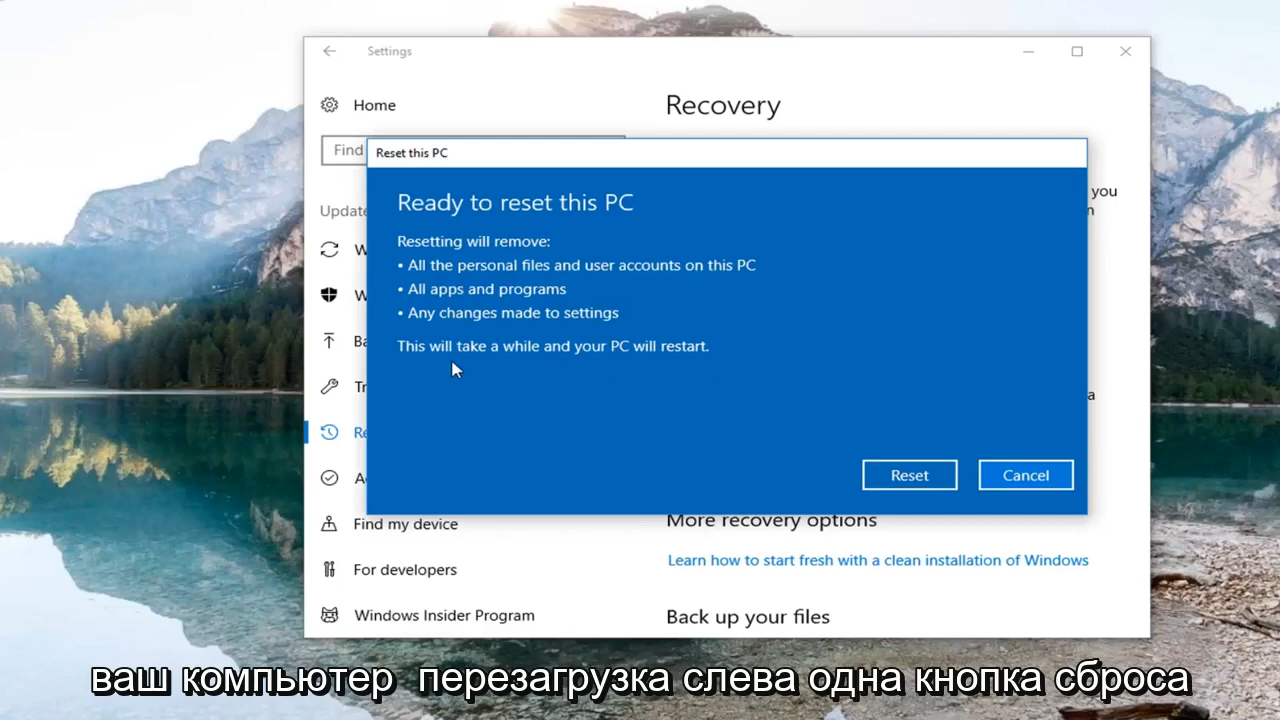 Settings
Home
Recovery
Find
Reset this PC
you
Ready to reset this PC
Update
n
Resetting will remove:
W
• All the personal files and user accounts on this PC
• All apps and programs
W
• Any changes made to settings
Ba
This will take a while and your PC will restart.
Tr
a
Re
A
Reset
Cancel
Find my device
More recovery options
Learn how to start fresh with a clean installation of Windows
For developers
Windows Insider Program
Back up your files
ваш компьютер перезагрузка слева одна кнопка сброса